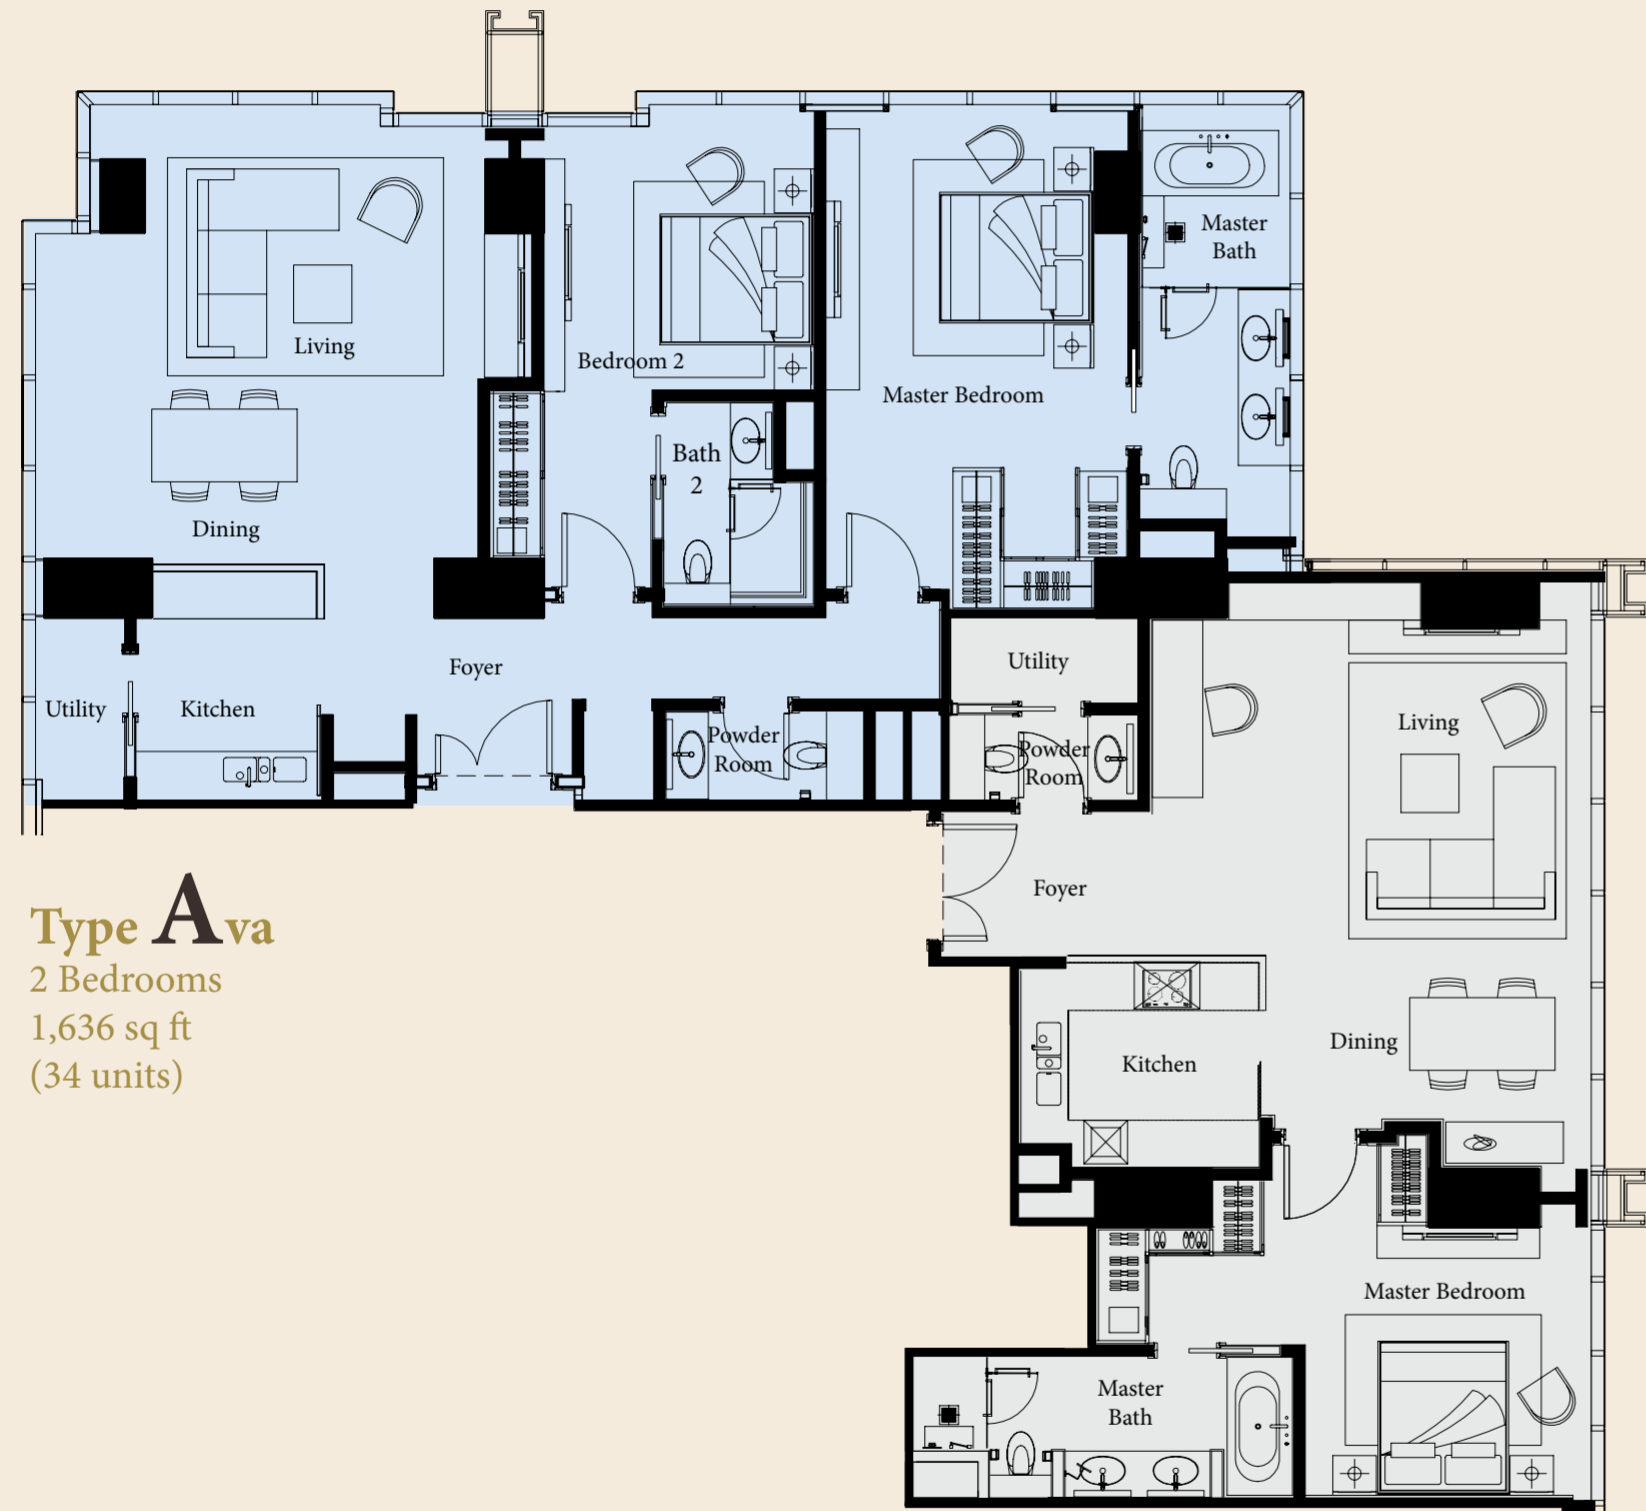 Master
Bath
Living
Bedroom 2
Master Bedroom
Bath
2
Dining
Foyer
Utility
Utility
Kitchen
Powder
Room
Powder
Room
Living
Foyer
Type Ava
2 Bedrooms
1,636 sq ft
(34 units)
Dining
Kitchen
Master Bedroom
Master
Bath